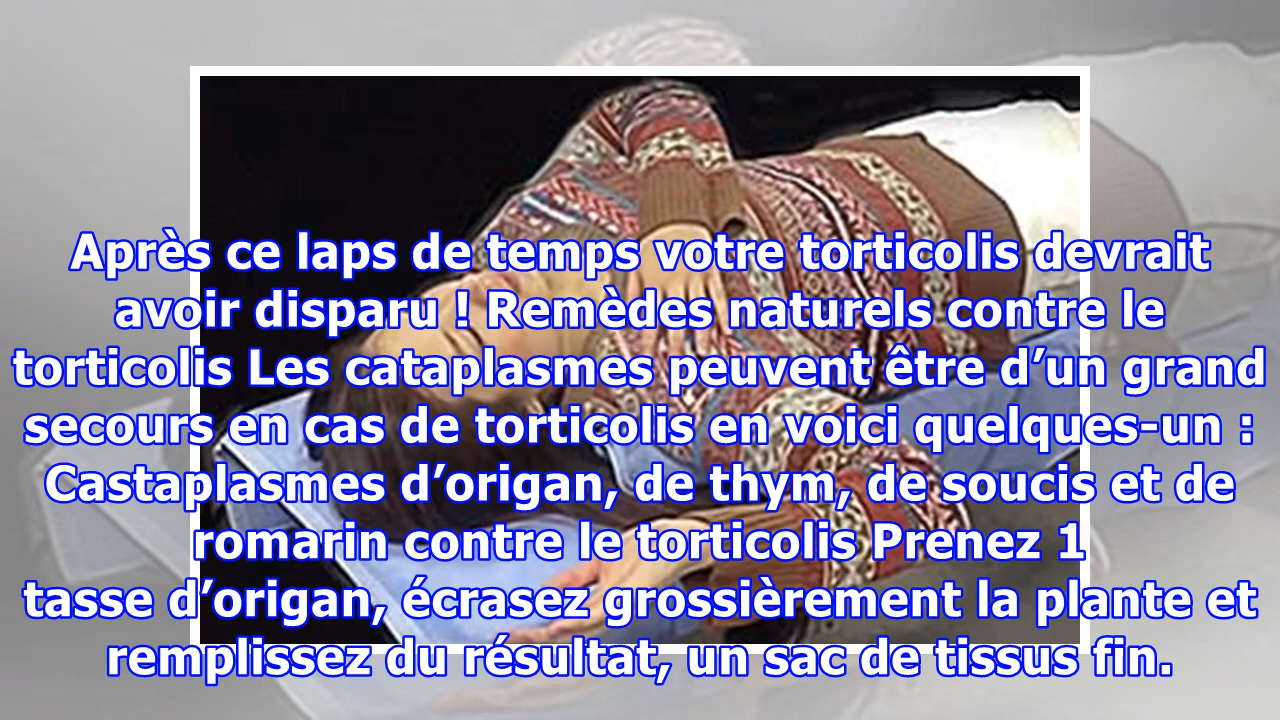 Après ce laps de temps votre torticolis devrait
avoir disparu ! Remèdes naturels contre le
torticolis Les cataplasmes peuvent être d’un grand
secours en cas de torticolis en voici quelques-un :
Castaplasmes d’origan, de thym, de soucis et de
romarin contre le torticolis Prenez 1
tasse d’origan, écrasez grossièrement la plante et
remplissez du résultat, un sac de tissus fin.